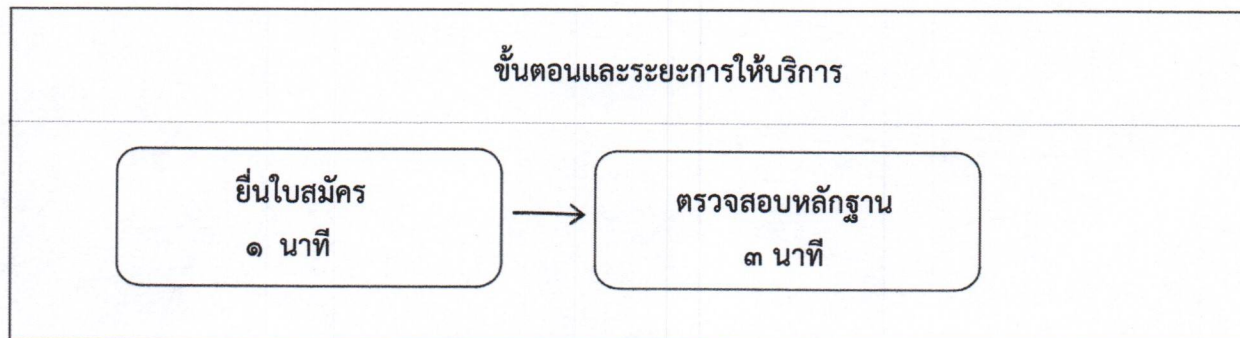 ขั้นตอนและระยะการให้บริการ
ยื่นใบสมัคร
๑ นาที
ตรวจสอบหลักฐาน
๓ นาที